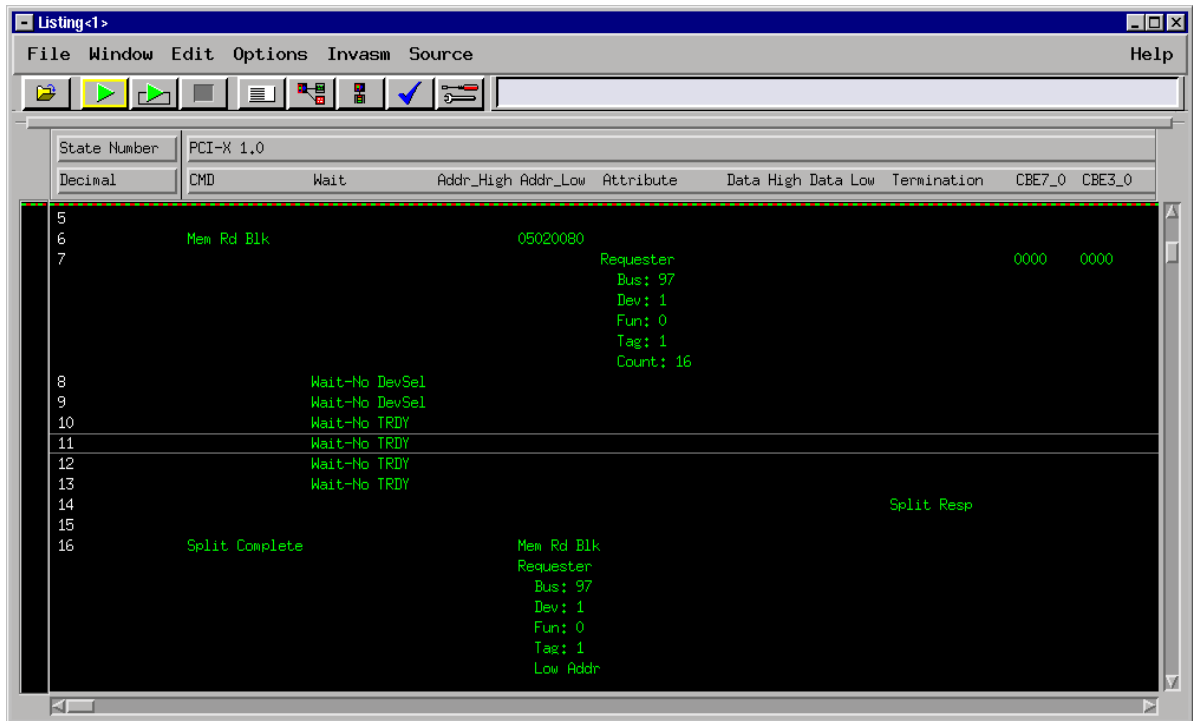 Listing<1>
File Window Edit Options Invasm Source Help
State Number PCI-X 1.0
Decimal CMD Wait Addr_High Addr_Low Attribute Data High Data Low Termination CBE7_0 CBE3_0
5
6 Mem Rd Blk 05020080
7 Requester 0000 0000
Bus: 97
Dev: 1
Fun: 0
Tag: 1
Count: 16
8 Wait-No DevSel
9 Wait-No DevSel
10 Wait-No TRDY
11 Wait-No TRDY
12 Wait-No TRDY
13 Wait-No TRDY
14 Split Resp
15
16 Split Complete Mem Rd Blk
Requester
Bus: 97
Dev: 1
Fun: 0
Tag: 1
Low Addr